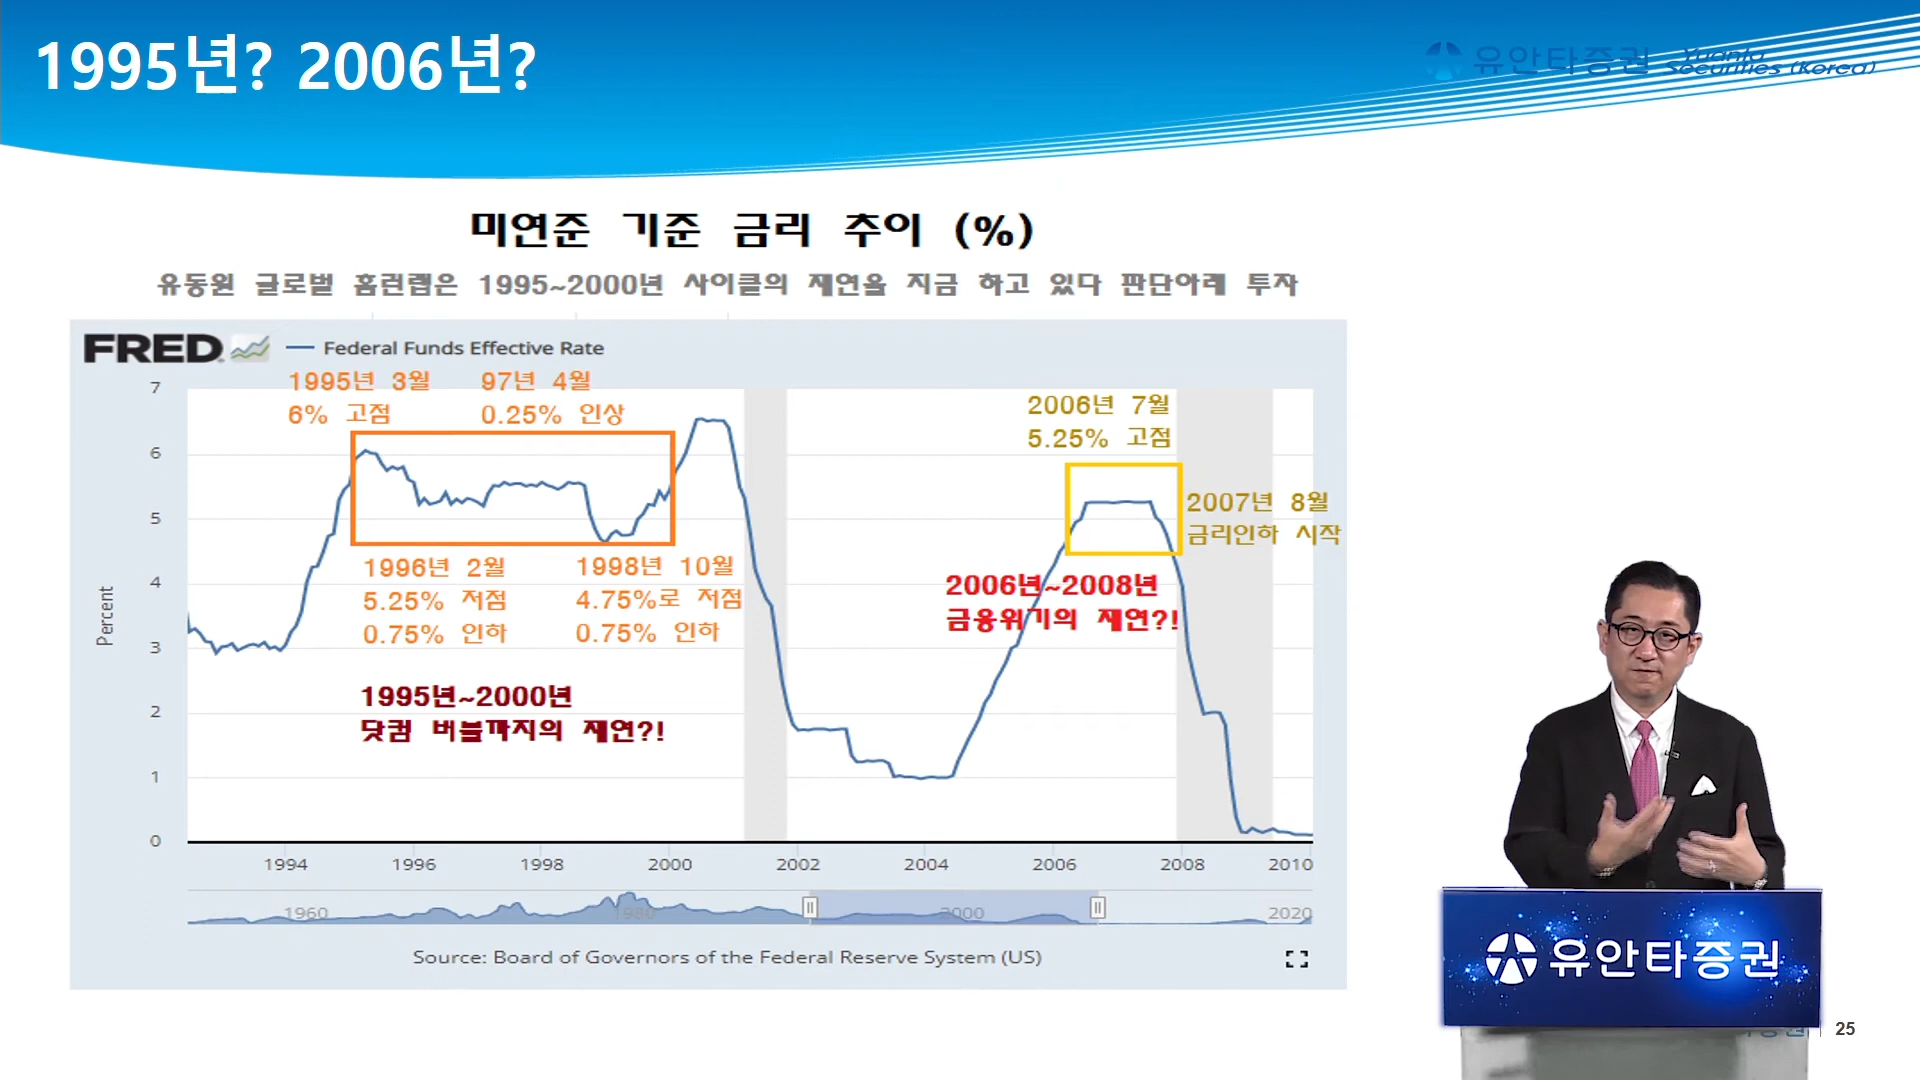 1995년? 2006년?
유안타증권 Yuanta Securities (Korea)
미연준 기준 금리 추이 (%)
유동원 글로벌 홈런랩은 1995~2000년 사이클의 재연을 지금 하고 있다 판단아래 투자
FRED
Federal Funds Effective Rate
1995년 3월
6% 고점
97년 4월
0.25% 인상
2006년 7월
5.25% 고점
2007년 8월
금리인하 시작
1996년 2월
5.25% 저점
0.75% 인하
1998년 10월
4.75%로 저점
0.75% 인하
2006년~2008년
금융위기의 재연?!
1995년~2000년
닷컴 버블까지의 재연?!
Percent
7
6
5
4
3
2
1
0
1994 1996 1998 2000 2002 2004 2006 2008 2010
1960 1980 2000 2020
Source: Board of Governors of the Federal Reserve System (US)
유안타증권
25